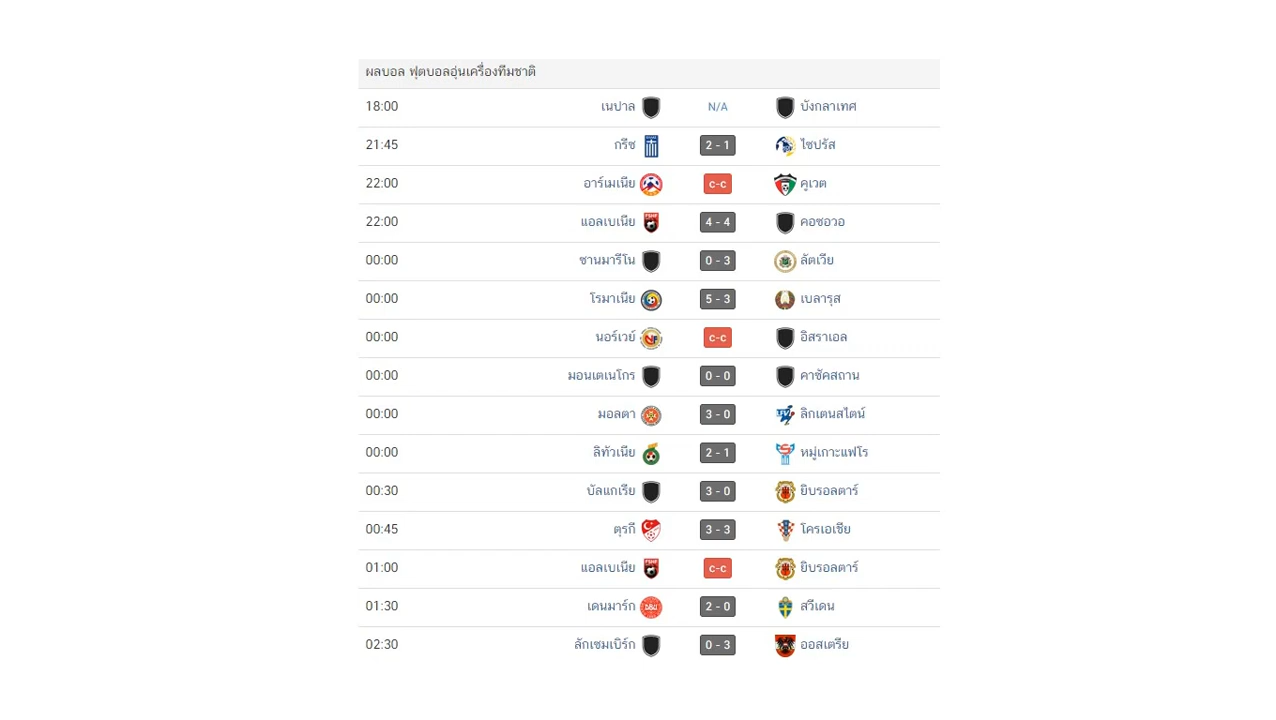 ผลบอล ฟุตบอลอุ่นเครื่องทีมชาติ
18:00 เนปาล N/A บังกลาเทศ
21:45 กรีซ 2 - 1 ไซปรัส
22:00 อาร์เมเนีย c-c คูเวต
22:00 แอลเบเนีย 4 - 4 คอซอวอ
00:00 ซานมารีโน 0 - 3 ลัตเวีย
00:00 โรมาเนีย 5 - 3 เบลารุส
00:00 นอร์เวย์ c-c อิสราเอล
00:00 มอนเตเนโกร 0 - 0 คาซัคสถาน
00:00 มอลตา 3 - 0 ลิกเตนสไตน์
00:00 ลิทัวเนีย 2 - 1 หมู่เกาะแฟโร
00:30 บัลแกเรีย 3 - 0 ยิบรอลตาร์
00:45 ตุรกี 3 - 3 โครเอเชีย
01:00 แอลเบเนีย c-c ยิบรอลตาร์
01:30 เดนมาร์ก 2 - 0 สวีเดน
02:30 ลักเซมเบิร์ก 0 - 3 ออสเตรีย